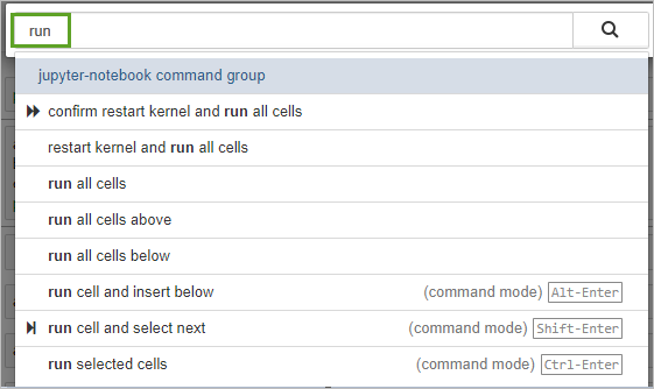 run
jupyter-notebook command group
confirm restart kernel and run all cells
restart kernel and run all cells
run all cells
run all cells above
run all cells below
run cell and insert below (command mode) Alt-Enter
run cell and select next (command mode) Shift-Enter
run selected cells (command mode) Ctrl-Enter